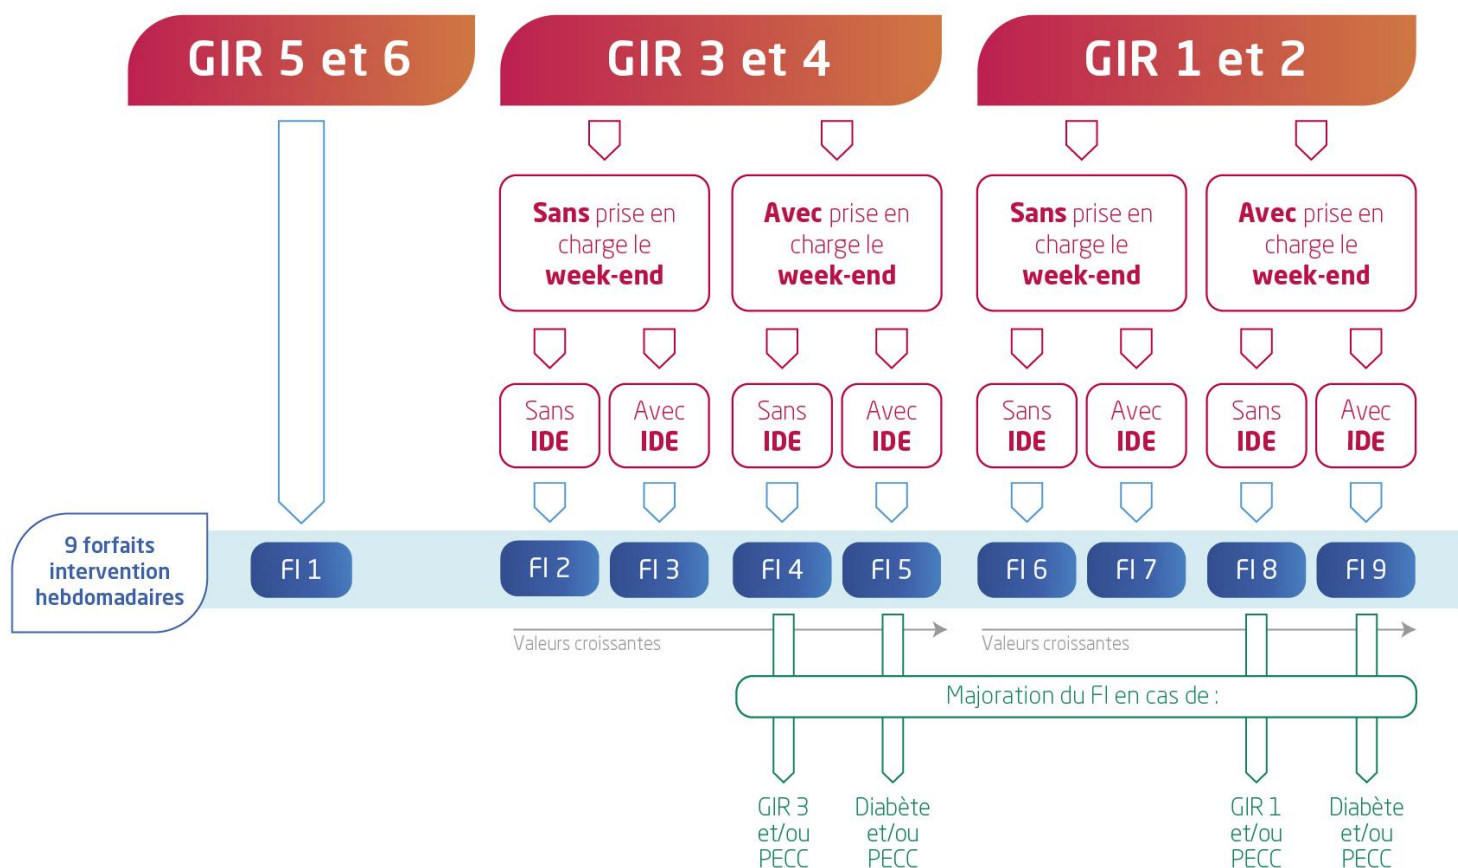 GIR 5 et 6
GIR 3 et 4
GIR 1 et 2
Sans prise en
charge le
week-end
Avec prise en
charge le
week-end
Sans prise en
charge le
week-end
Avec prise en
charge le
week-end
Sans
IDE
Avec
IDE
Sans
IDE
Avec
IDE
Sans
IDE
Avec
IDE
Sans
IDE
Avec
IDE
9 forfaits
intervention
hebdomadaires
FI 1
FI 2
FI 3
FI 4
FI 5
FI 6
FI 7
FI 8
FI 9
Valeurs croissantes
Valeurs croissantes
Majoration du FI en cas de :
GIR 3
et/ou
PECC
Diabète
et/ou
PECC
GIR 1
et/ou
PECC
Diabète
et/ou
PECC